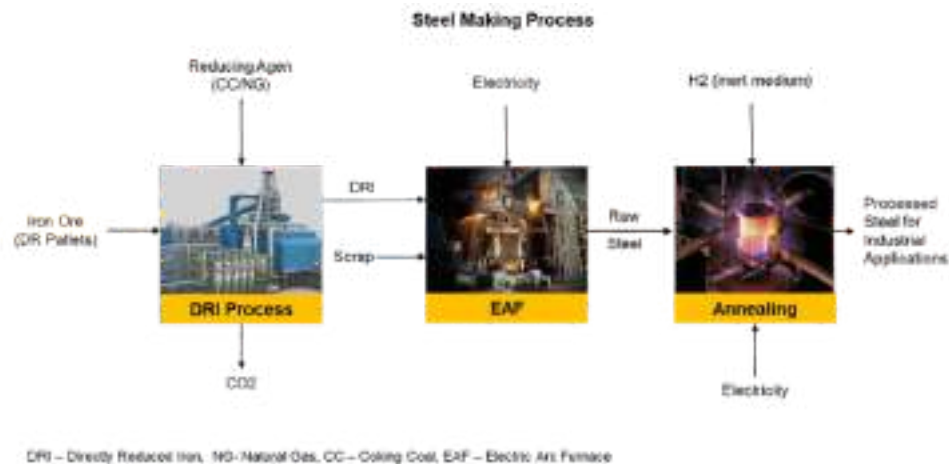 Steel Making Process
Reducing Agen
(CC/NG)
Electricity
H2 (inert medium)
Iron Ore
(DR Pallets)
DRI
Scrap
Raw
Steel
Processed
Steel for
Industrial
Applications
DRI Process
EAF
Annealing
CO2
Electricity
DRI – Directly Reduced Iron, NG- Natural Gas, CC – Coking Coal, EAF – Electric Arc Furnace